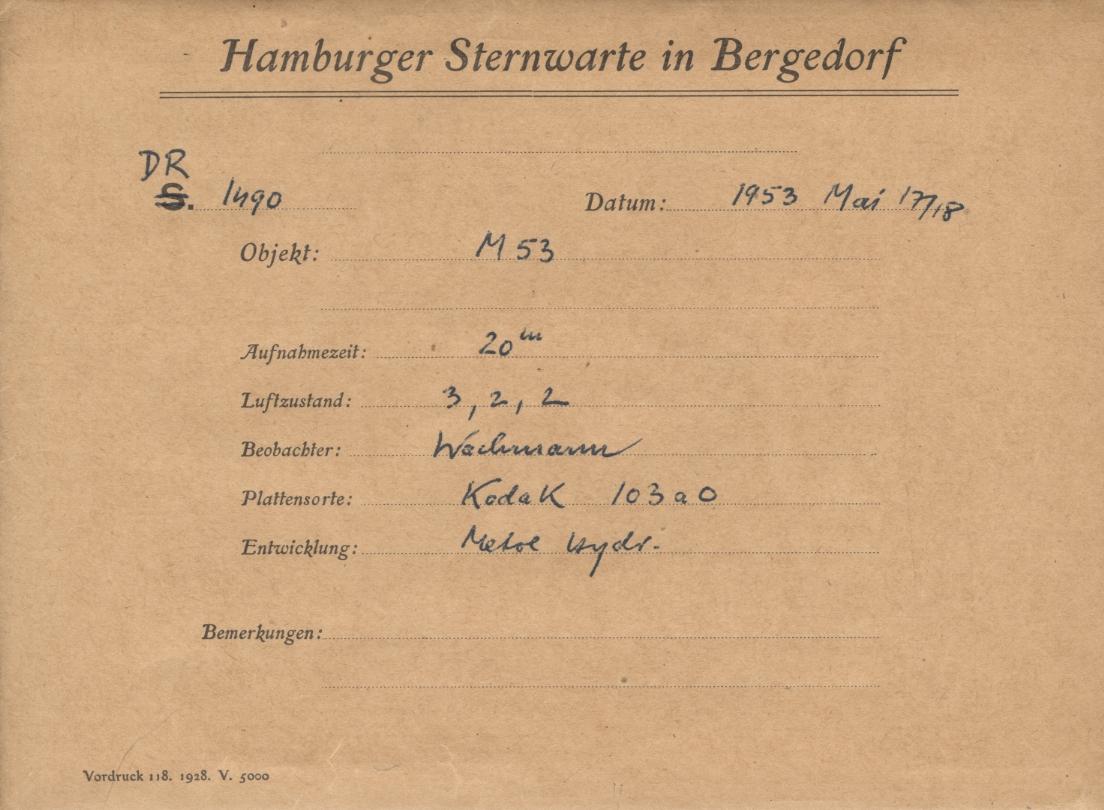 Hamburger Sternwarte in Bergedorf
DR
S. 1490 Datum: 1953 Mai 17/18
Objekt: M 53
Aufnahmezeit: 20m
Luftzustand: 3, 2, 2
Beobachter: Wachmann
Plattensorte: Kodak 103aO
Entwicklung: Metol Hydr.
Bemerkungen:
Vordruck 118. 1928. V. 5000